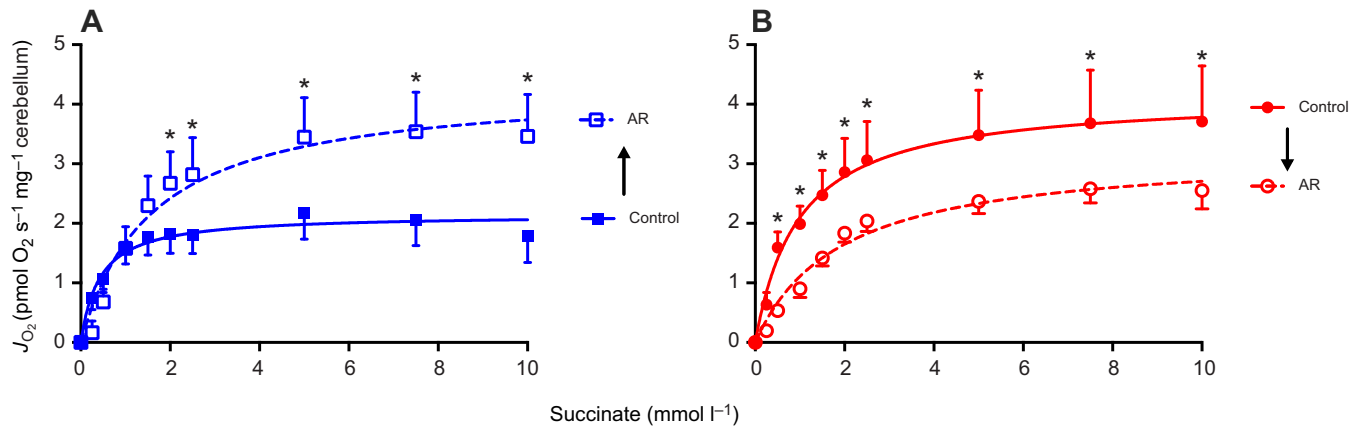 A
B
J_O₂ (pmol O₂ s⁻¹ mg⁻¹ cerebellum)
5
4
3
2
1
0
* * * * *
0 2 4 6 8 10
AR
Control
5
4
3
2
1
0
* * * * * * * *
0 2 4 6 8 10
Control
AR
Succinate (mmol l⁻¹)